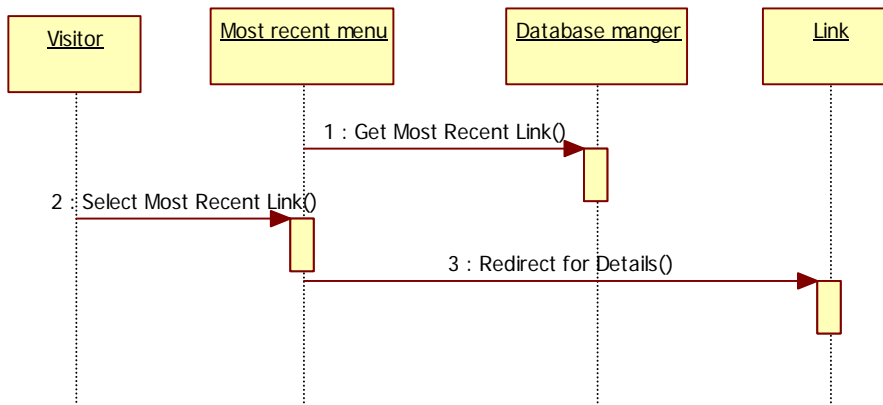 Visitor
Most recent menu
Database manger
Link
1 : Get Most Recent Link()
2 : Select Most Recent Link()
3 : Redirect for Details()